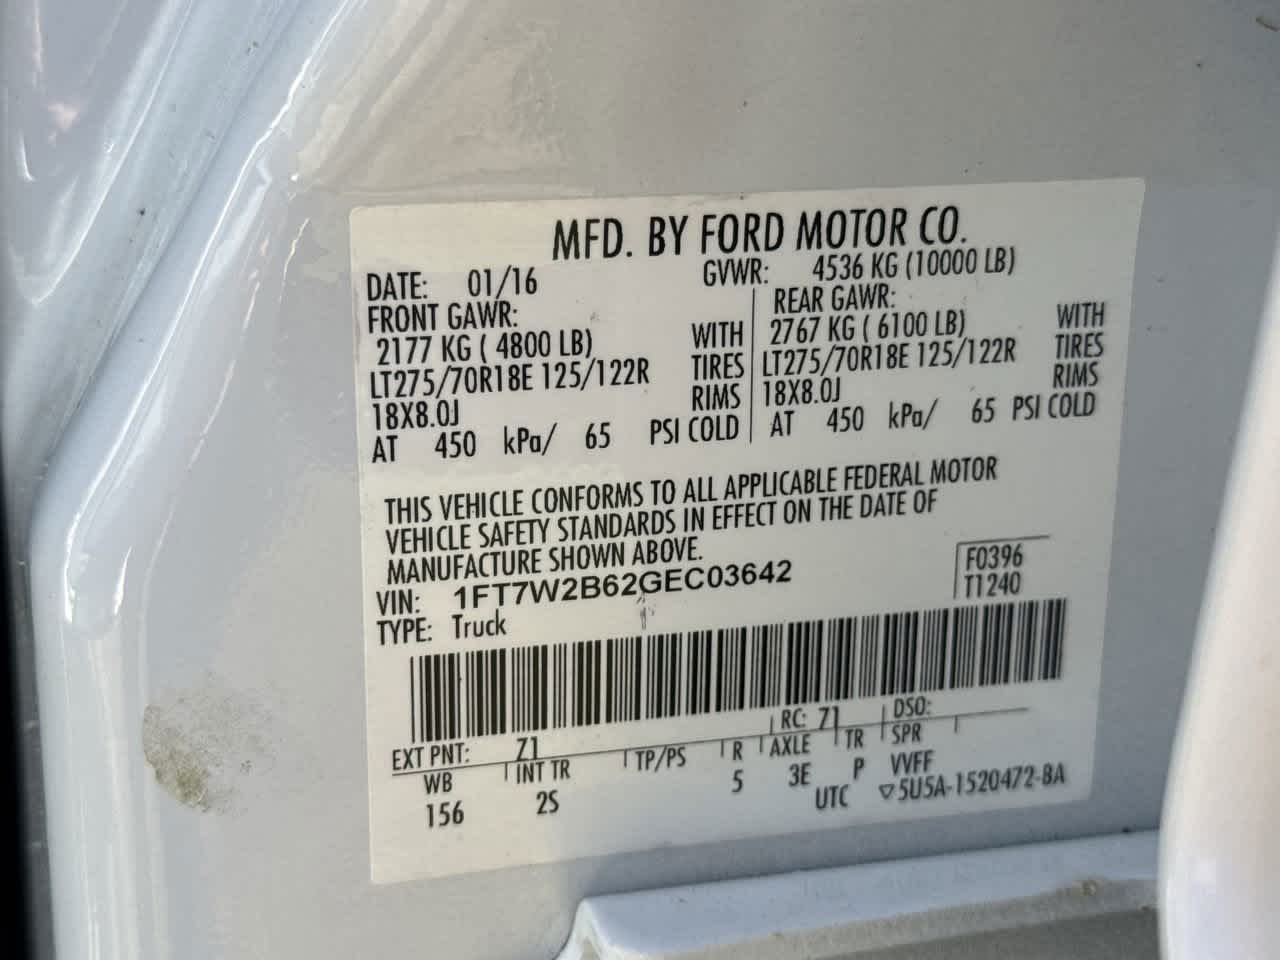 MFD. BY FORD MOTOR CO.
DATE: 01/16 GVWR: 4536 KG (10000 LB)
FRONT GAWR: REAR GAWR:
2177 KG ( 4800 LB) WITH 2767 KG ( 6100 LB) WITH
LT275/70R18E 125/122R TIRES LT275/70R18E 125/122R TIRES
18X8.0J RIMS 18X8.0J RIMS
AT 450 kPa/ 65 PSI COLD AT 450 kPa/ 65 PSI COLD
THIS VEHICLE CONFORMS TO ALL APPLICABLE FEDERAL MOTOR
VEHICLE SAFETY STANDARDS IN EFFECT ON THE DATE OF
MANUFACTURE SHOWN ABOVE.
VIN: 1FT7W2B62GEC03642 F0396
TYPE: Truck T1240
EXT PNT: Z1 RC: 71 DSO:
WB INT TR TP/PS R AXLE TR SPR
156 2S 5 3E P VVFF
UTC ▽5U5A-1520472-BA